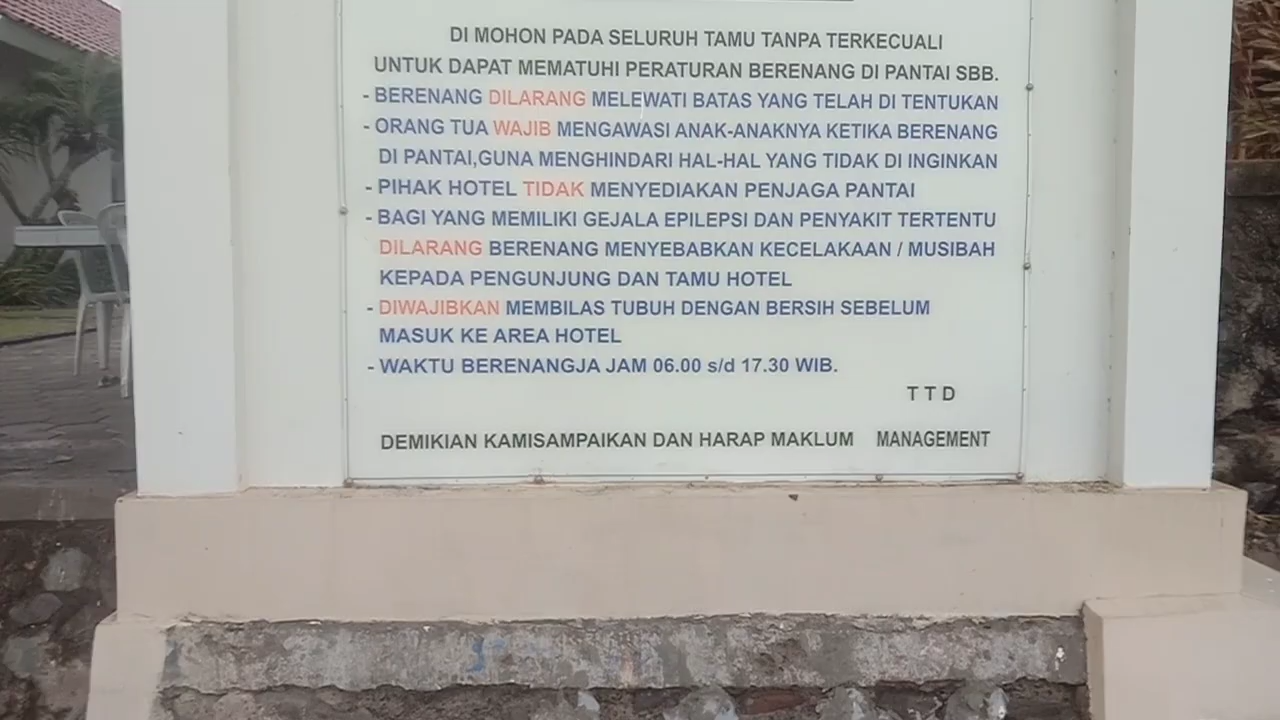 DI MOHON PADA SELURUH TAMU TANPA TERKECUALI
UNTUK DAPAT MEMATUHI PERATURAN BERENANG DI PANTAI SBB.
- BERENANG DILARANG MELEWATI BATAS YANG TELAH DI TENTUKAN
- ORANG TUA WAJIB MENGAWASI ANAK-ANAKNYA KETIKA BERENANG
DI PANTAI,GUNA MENGHINDARI HAL-HAL YANG TIDAK DI INGINKAN
- PIHAK HOTEL TIDAK MENYEDIAKAN PENJAGA PANTAI
- BAGI YANG MEMILIKI GEJALA EPILEPSI DAN PENYAKIT TERTENTU
DILARANG BERENANG MENYEBABKAN KECELAKAAN / MUSIBAH
KEPADA PENGUNJUNG DAN TAMU HOTEL
- DIWAJIBKAN MEMBILAS TUBUH DENGAN BERSIH SEBELUM
MASUK KE AREA HOTEL
- WAKTU BERENANGJA JAM 06.00 s/d 17.30 WIB.
T T D
DEMIKIAN KAMISAMPAIKAN DAN HARAP MAKLUM MANAGEMENT